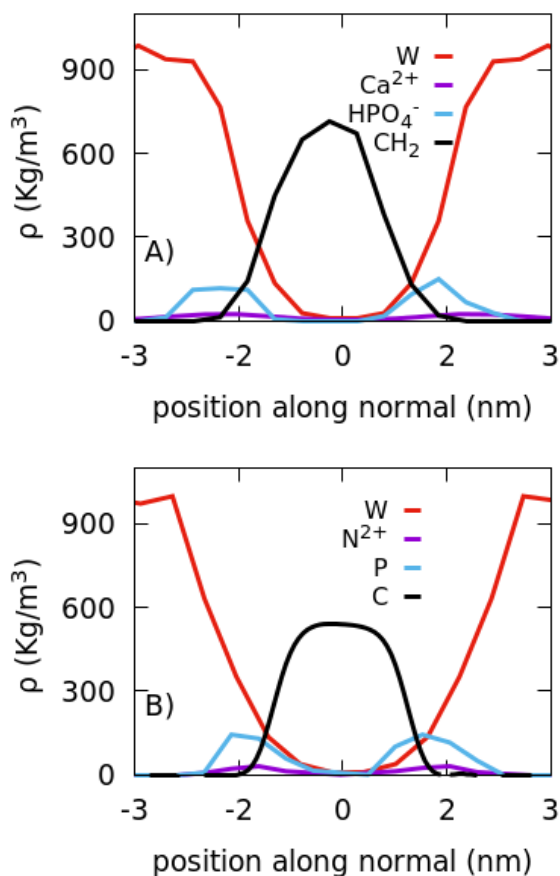 900
600
300
0
ρ (Kg/m³)
W
Ca²⁺
HPO₄⁻
CH₂
A)
-3 -2 0 2 3
position along normal (nm)
900
600
300
0
ρ (Kg/m³)
W
N²⁺
P
C
B)
-3 -2 0 2 3
position along normal (nm)